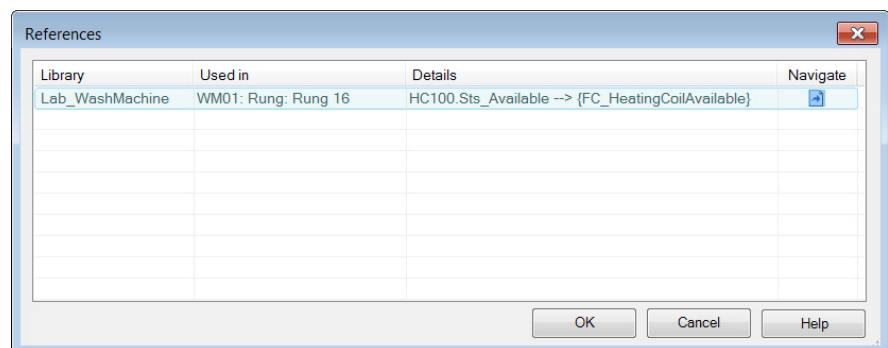 References
Library Used in Details Navigate
Lab_WashMachine WM01: Rung: Rung 16 HC100.Sts_Available --> {FC_HeatingCoilAvailable}
OK Cancel Help